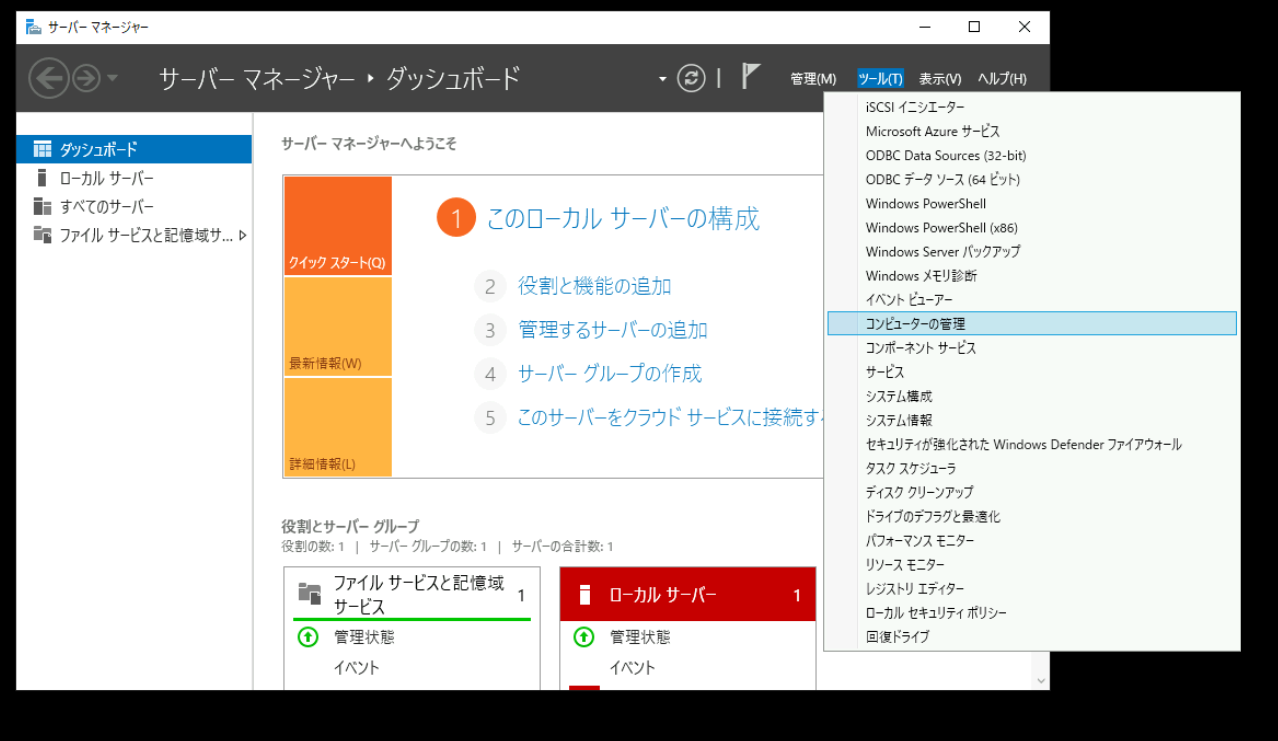 サーバー マネージャー
サーバー マネージャー ・ ダッシュボード
管理(M) ツール(T) 表示(V) ヘルプ(H)
ダッシュボード
ローカル サーバー
すべてのサーバー
ファイル サービスと記憶域サ...
サーバー マネージャーへようこそ
クイック スタート(Q)
最新情報(W)
詳細情報(L)
1 このローカル サーバーの構成
2 役割と機能の追加
3 管理するサーバーの追加
4 サーバー グループの作成
5 このサーバーをクラウド サービスに接続す
役割とサーバー グループ
役割の数: 1 | サーバー グループの数: 1 | サーバーの合計数: 1
ファイル サービスと記憶域
サービス
1
管理状態
イベント
ローカル サーバー 1
管理状態
イベント
iSCSI イニシエーター
Microsoft Azure サービス
ODBC Data Sources (32-bit)
ODBC データ ソース (64 ビット)
Windows PowerShell
Windows PowerShell (x86)
Windows Server バックアップ
Windows メモリ診断
イベント ビューアー
コンピューターの管理
コンポーネント サービス
サービス
システム構成
システム情報
セキュリティが強化された Windows Defender ファイアウォール
タスク スケジューラ
ディスク クリーンアップ
ドライブのデフラグと最適化
パフォーマンス モニター
リソース モニター
レジストリ エディター
ローカル セキュリティ ポリシー
回復ドライブ